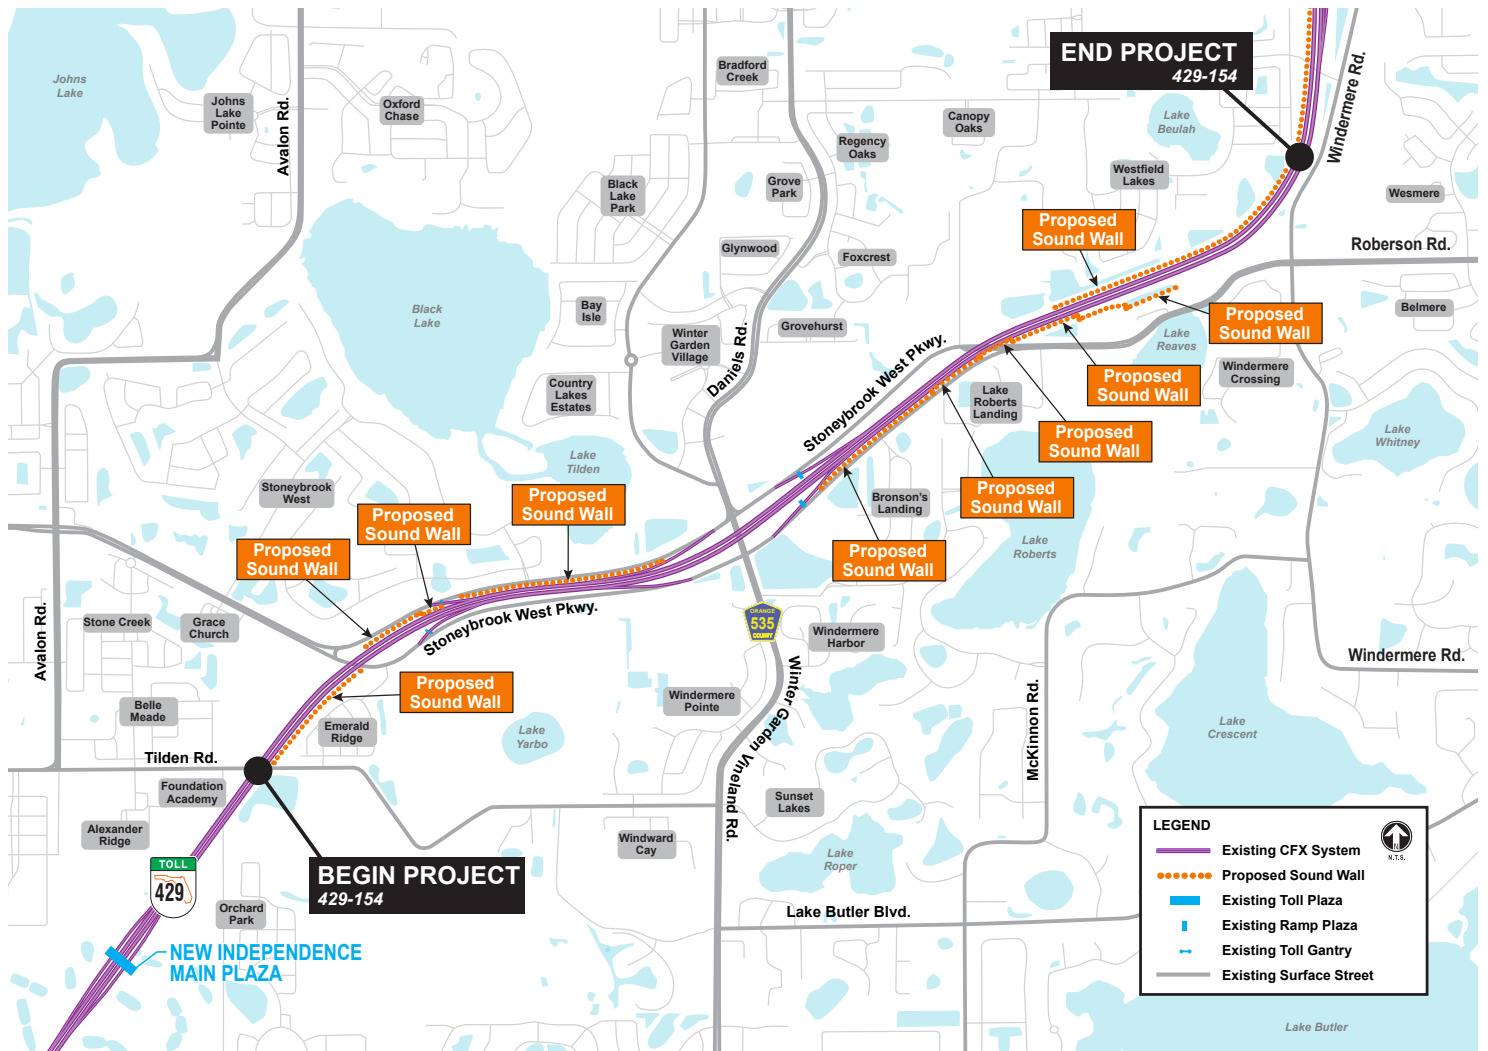 END PROJECT
429-154
Johns
Lake
Johns
Lake
Pointe
Avalon Rd.
Oxford
Chase
Bradford
Creek
Canopy
Oaks
Regency
Oaks
Lake
Beulah
Westfield
Lakes
Windermere Rd.
Wesmere
Black
Lake
Park
Grove
Park
Glynwood
Foxcrest
Proposed
Sound Wall
Roberson Rd.
Black
Lake
Bay
Isle
Winter
Garden
Village
Grovehurst
Daniels Rd.
Stoneybrook West Pkwy.
Proposed
Sound Wall
Belmere
Lake
Reaves
Windermere
Crossing
Proposed
Sound Wall
Country
Lakes
Estates
Lake
Roberts
Landing
Proposed
Sound Wall
Lake
Whitney
Lake
Tilden
Stoneybrook
West
Proposed
Sound Wall
Proposed
Sound Wall
Bronson's
Landing
Proposed
Sound Wall
Proposed
Sound Wall
Proposed
Sound Wall
Lake
Roberts
Avalon Rd.
Stone Creek
Grace
Church
Stoneybrook West Pkwy.
ORANGE
535
COUNTY
Windermere
Harbor
Windermere Rd.
Proposed
Sound Wall
Belle
Meade
Emerald
Ridge
Windermere
Pointe
Winter Garden Vineland Rd.
McKinnon Rd.
Lake
Yarbo
Lake
Crescent
Tilden Rd.
Foundation
Academy
Sunset
Lakes
Alexander
Ridge
Windward
Cay
Lake
Roper
TOLL
429
BEGIN PROJECT
429-154
Orchard
Park
Lake Butler Blvd.
NEW INDEPENDENCE
MAIN PLAZA
LEGEND
N
N.T.S.
Existing CFX System
Proposed Sound Wall
Existing Toll Plaza
Existing Ramp Plaza
Existing Toll Gantry
Existing Surface Street
Lake Butler